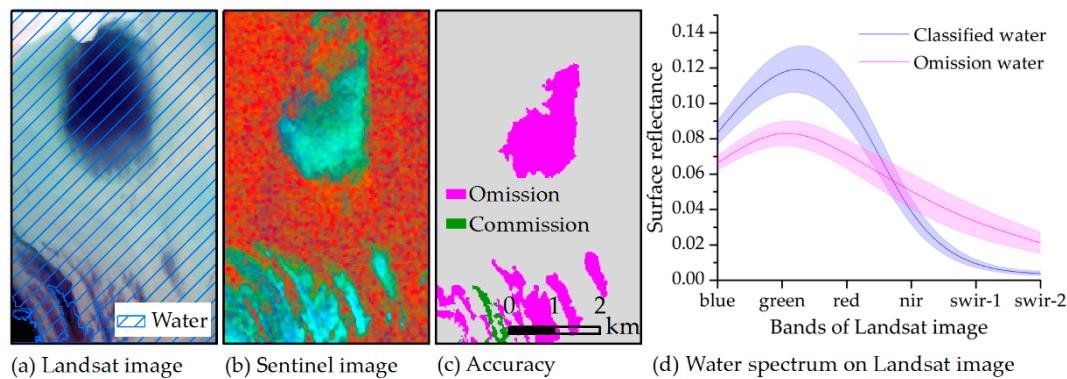 Water
Omission
Commission
0 1 2
km
(a) Landsat image
(b) Sentinel image
(c) Accuracy
0.14
0.12
0.10
0.08
0.06
0.04
0.02
0.00
Surface reflectance
Classified water
Omission water
blue green red nir swir-1 swir-2
Bands of Landsat image
(d) Water spectrum on Landsat image